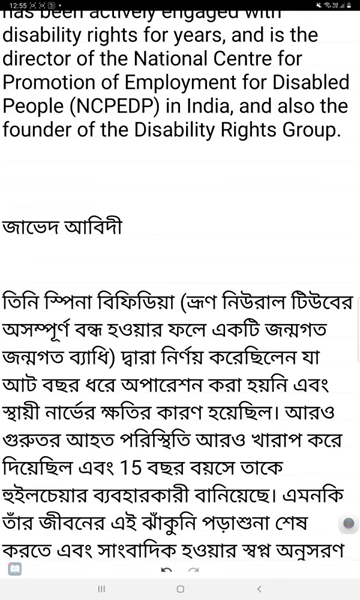 12:55
has been actively engaged with
disability rights for years, and is the
director of the National Centre for
Promotion of Employment for Disabled
People (NCPEDP) in India, and also the
founder of the Disability Rights Group.
জাভেদ আবিদী
তিনি স্পিনা বিফিডিয়া (ভ্রূণ নিউরাল টিউবের
অসম্পূর্ণ বন্ধ হওয়ার ফলে একটি জন্মগত
জন্মগত ব্যাধি) দ্বারা নির্ণয় করেছিলেন যা
আট বছর ধরে অপারেশন করা হয়নি এবং
স্থায়ী নার্ভের ক্ষতির কারণ হয়েছিল। আরও
গুরুতর আহত পরিস্থিতি আরও খারাপ করে
দিয়েছিল এবং 15 বছর বয়সে তাকে
হুইলচেয়ার ব্যবহারকারী বানিয়েছে। এমনকি
তাঁর জীবনের এই ঝাঁকুনি পড়াশুনা শেষ
করতে এবং সাংবাদিক হওয়ার স্বপ্ন অনুসরণ